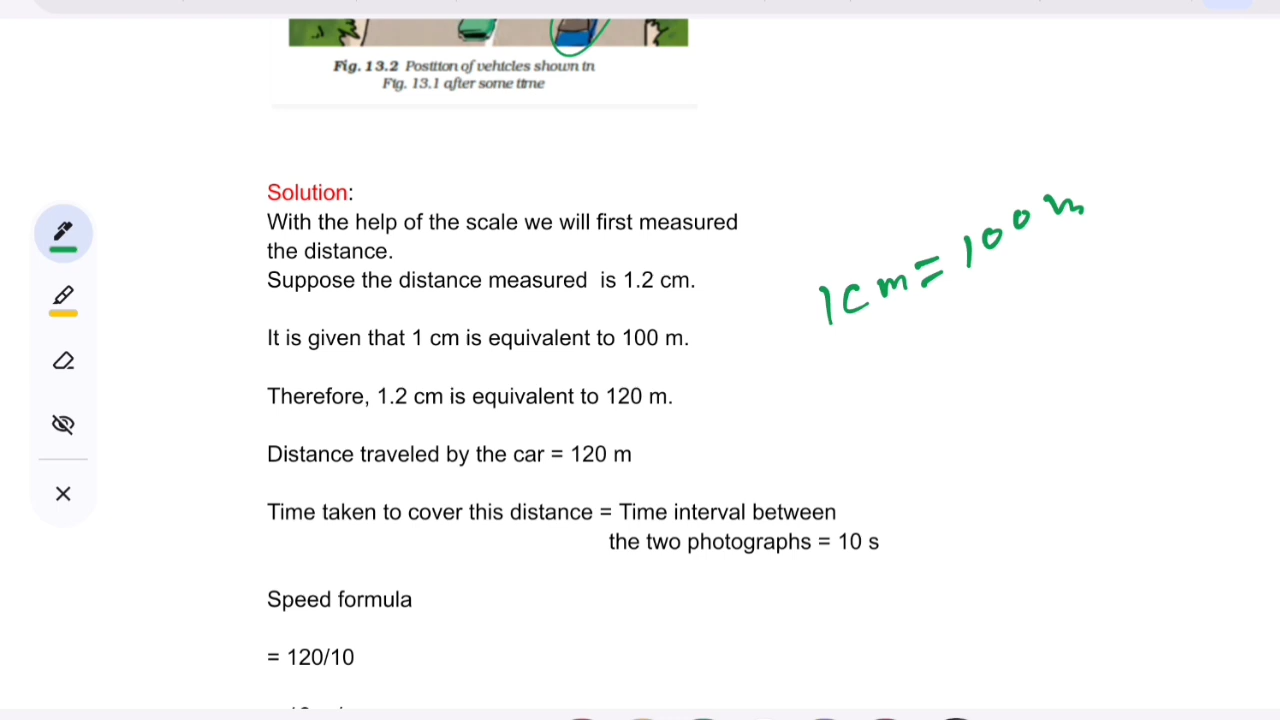 Fig. 13.2 Position of vehicles shown in
Fig. 13.1 after some time
Solution:
With the help of the scale we will first measured
the distance.
Suppose the distance measured is 1.2 cm.
1cm=100m
It is given that 1 cm is equivalent to 100 m.
Therefore, 1.2 cm is equivalent to 120 m.
Distance traveled by the car = 120 m
Time taken to cover this distance = Time interval between
the two photographs = 10 s
Speed formula
= 120/10